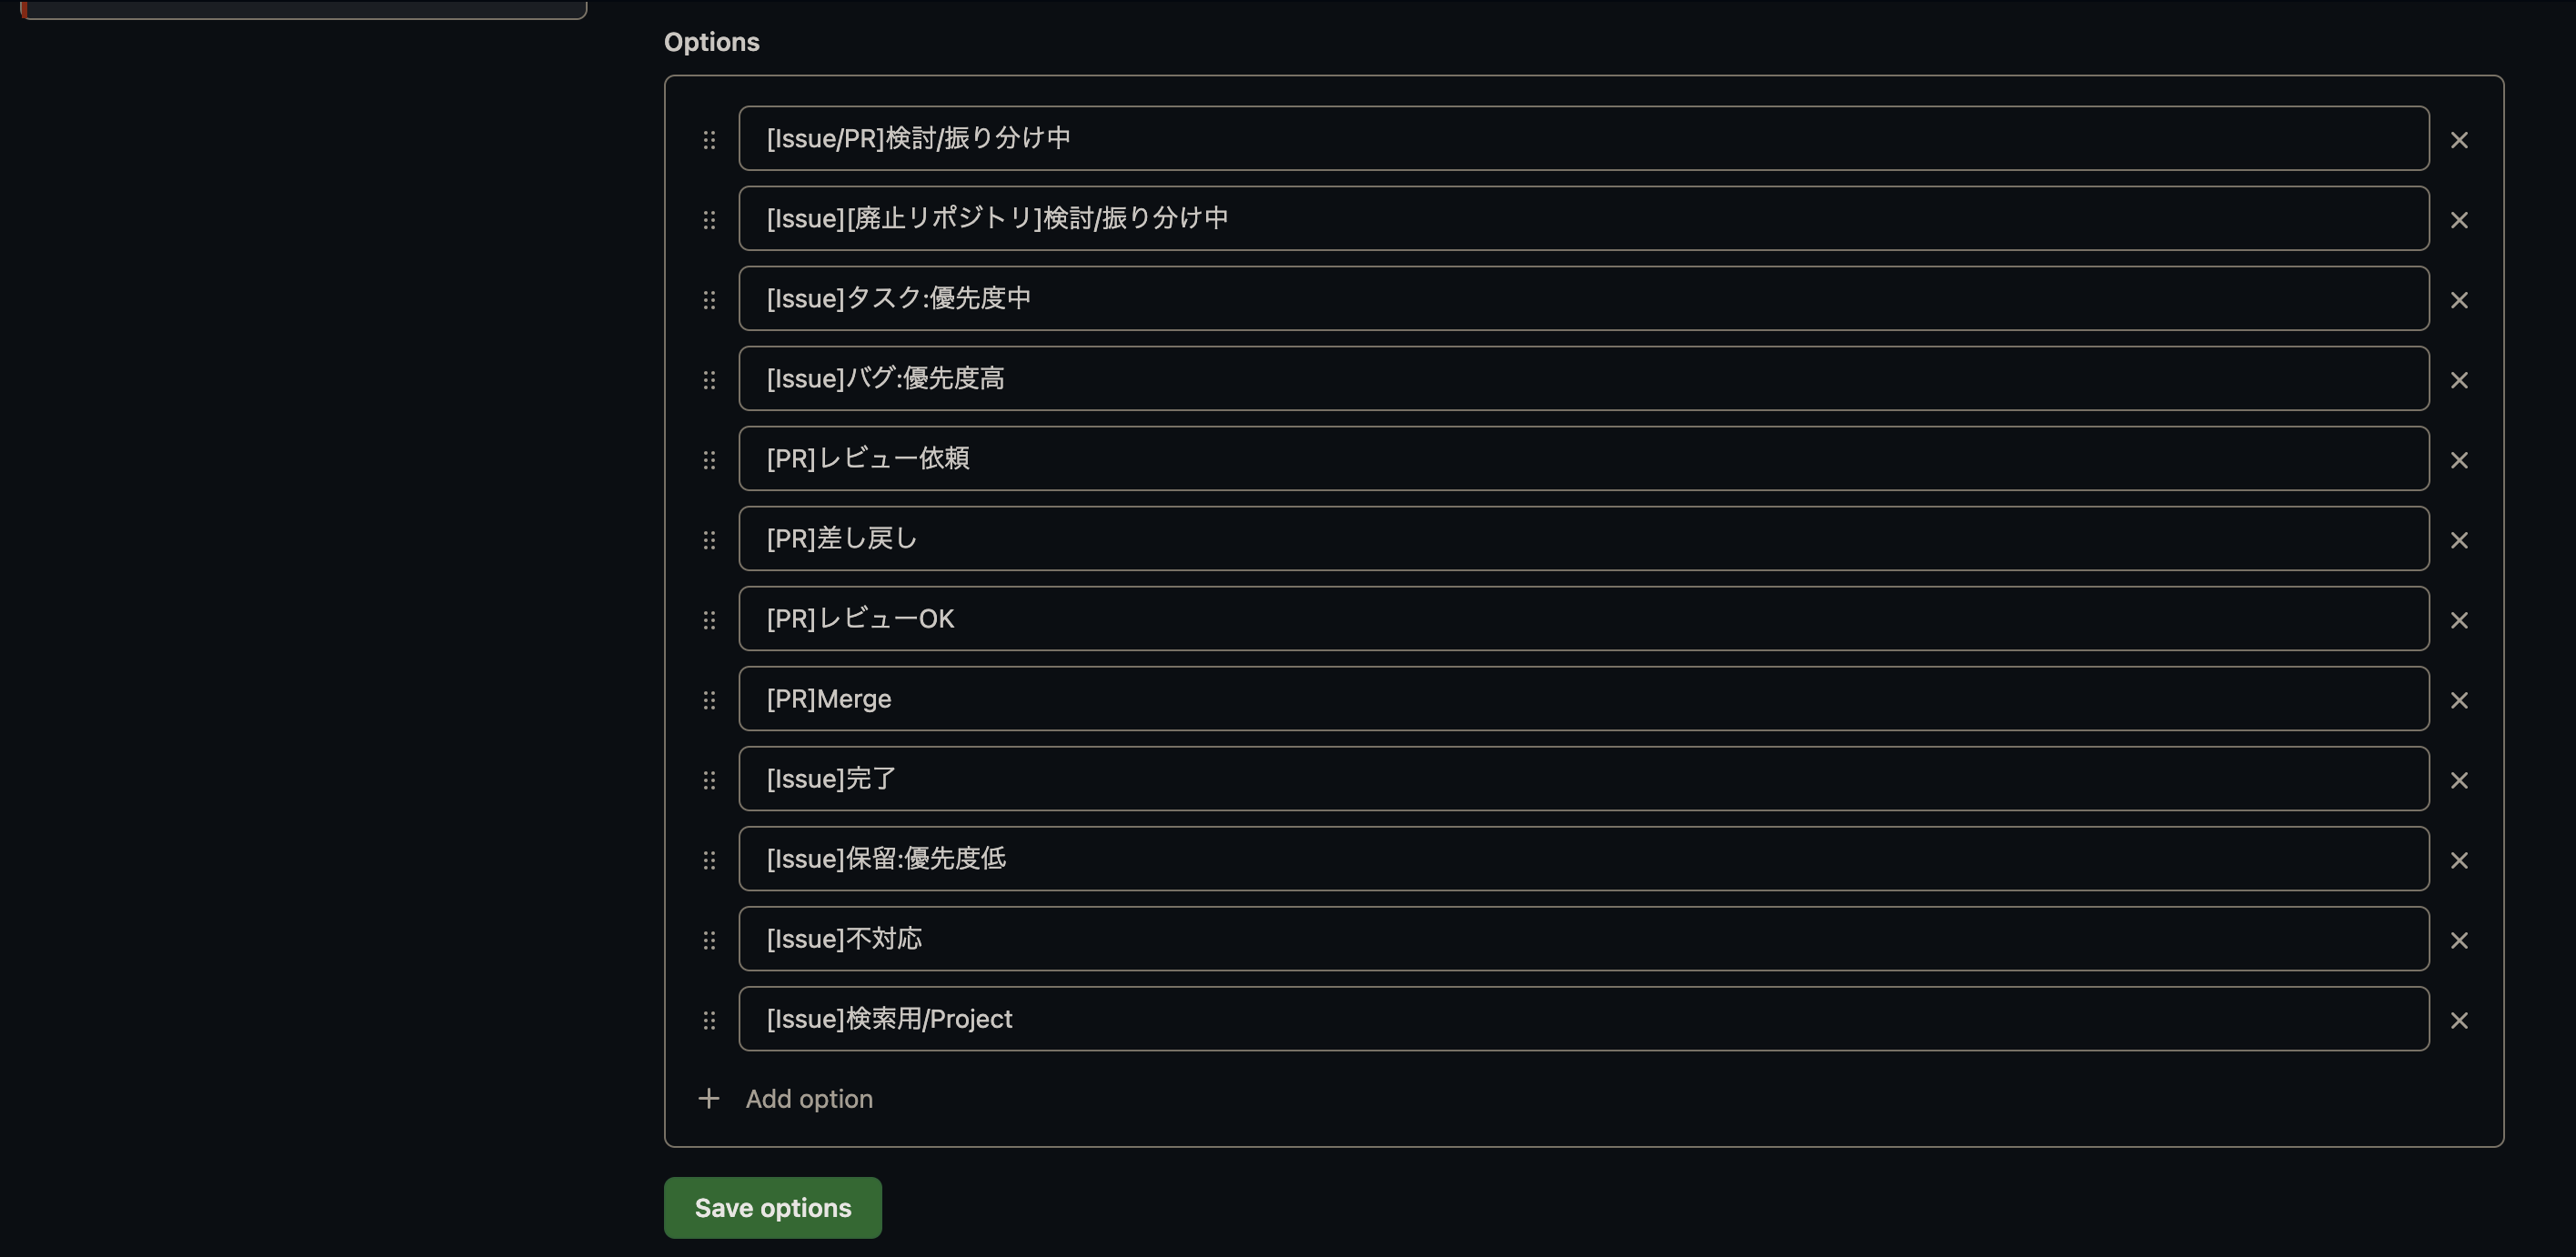 Options
[Issue/PR]検討/振り分け中
[Issue][廃止リポジトリ]検討/振り分け中
[Issue]タスク:優先度中
[Issue]バグ:優先度高
[PR]レビュー依頼
[PR]差し戻し
[PR]レビューOK
[PR]Merge
[Issue]完了
[Issue]保留:優先度低
[Issue]不対応
[Issue]検索用/Project
Add option
Save options